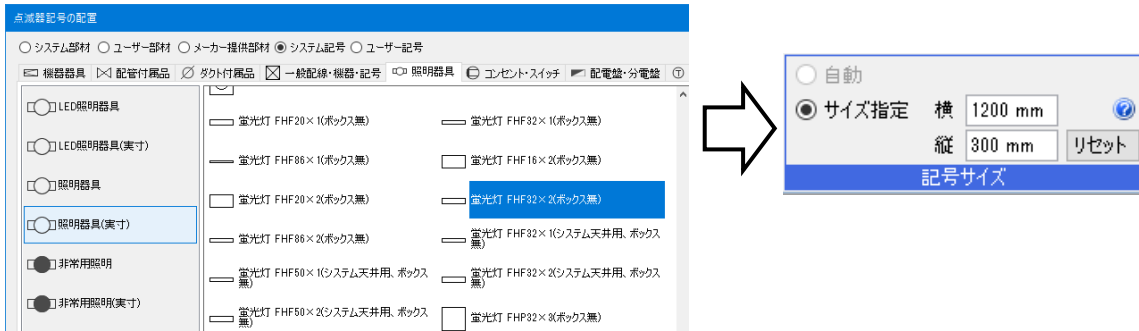 点滅器記号の配置
システム部材 ユーザー部材 メーカー提供部材 システム記号 ユーザー記号
機器器具 配管付属品 ダクト付属品 一般配線・機器・記号 照明器具 コンセント・スイッチ 配電盤・分電盤 T
LED照明器具
LED照明器具(実寸)
照明器具
照明器具(実寸)
非常用照明
非常用照明(実寸)
蛍光灯 FHF20×1(ボックス無) 蛍光灯 FHF32×1(ボックス無)
蛍光灯 FHF86×1(ボックス無) 蛍光灯 FHF16×2(ボックス無)
蛍光灯 FHF20×2(ボックス無) 蛍光灯 FHF32×2(ボックス無)
蛍光灯 FHF86×2(ボックス無) 蛍光灯 FHF32×1(システム天井用、ボックス
無)
蛍光灯 FHF50×1(システム天井用、ボックス 蛍光灯 FHF32×2(システム天井用、ボックス
無) 無)
蛍光灯 FHF50×2(システム天井用、ボックス 蛍光灯 FHP32×3(ボックス無)
無)
自動
サイズ指定 横 1200 mm ?
縦 300 mm リセット
記号サイズ